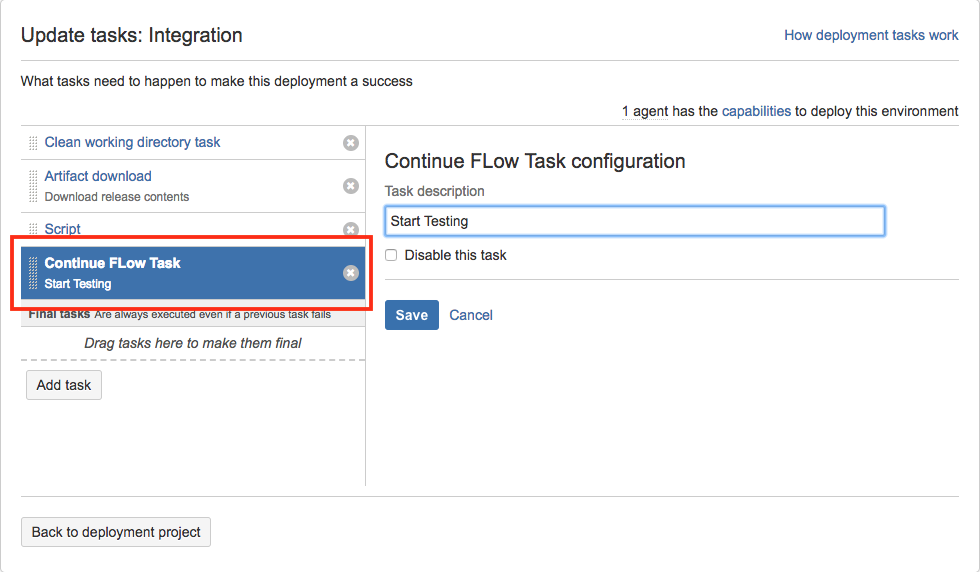 Update tasks: Integration
How deployment tasks work
What tasks need to happen to make this deployment a success
1 agent has the capabilities to deploy this environment
Clean working directory task
Artifact download
Download release contents
Script
Continue FLow Task
Start Testing
Final tasks Are always executed even if a previous task fails
Drag tasks here to make them final
Add task
Continue FLow Task configuration
Task description
Start Testing
Disable this task
Save Cancel
Back to deployment project